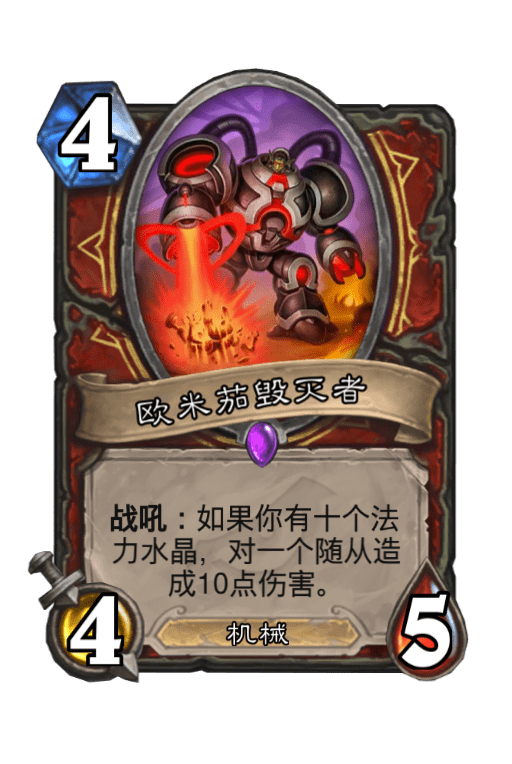 4
欧米茄毁灭者
战吼：如果你有十个法
力水晶，对一个随从造
成10点伤害。
4
机械
5